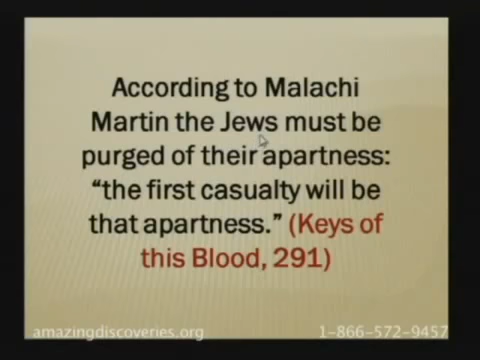 According to Malachi
Martin the Jews must be
purged of their apartness:
“the first casualty will be
that apartness.” (Keys of
this Blood, 291)
amazingdiscoveries.org 1-866-572-9457